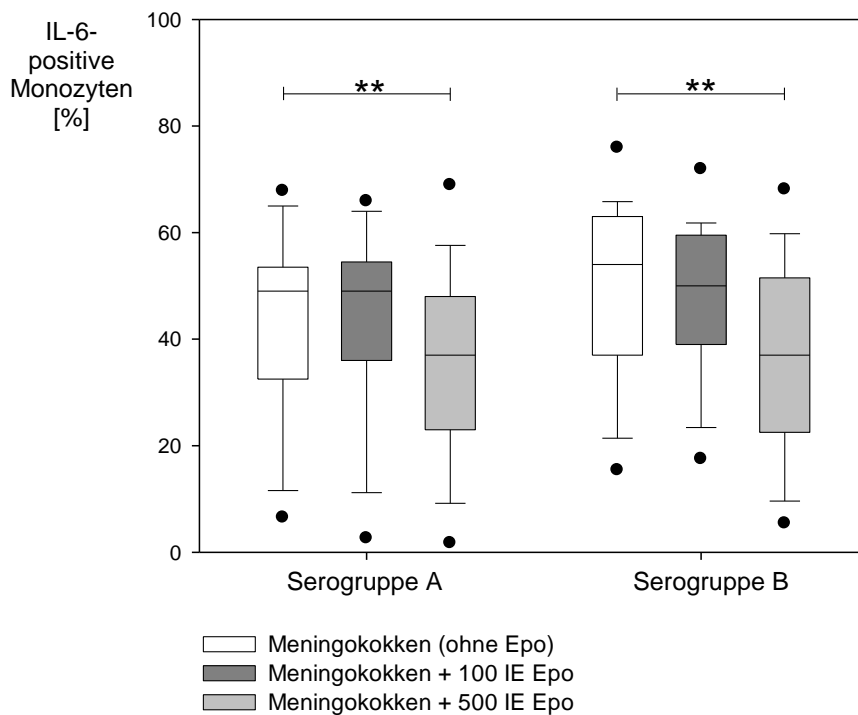 IL-6-
positive
Monozyten
[%]
100
80
60
40
20
0
**
**
Serogruppe A
Serogruppe B
Meningokokken (ohne Epo)
Meningokokken + 100 IE Epo
Meningokokken + 500 IE Epo